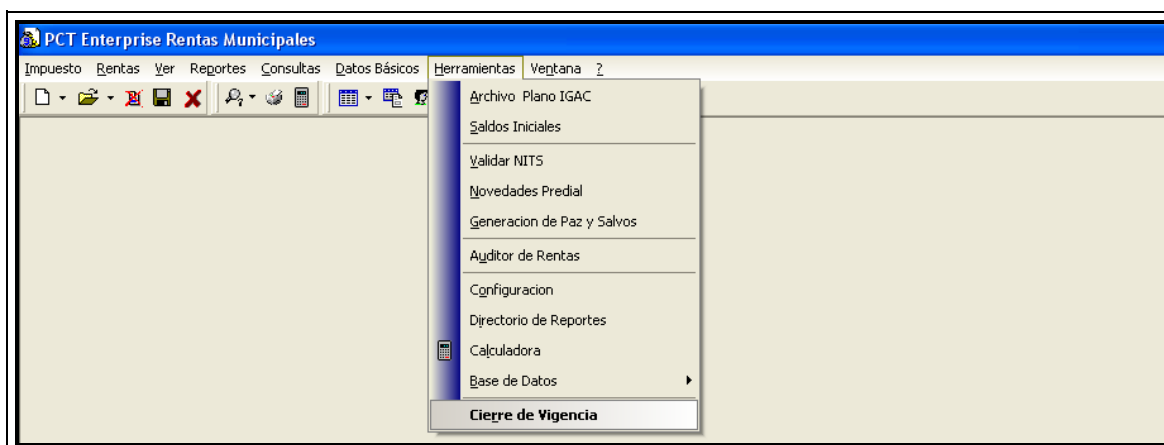 PCT Enterprise Rentas Municipales
Impuesto Rentas Ver Reportes Consultas Datos Básicos Herramientas Ventana ?
Archivo Plano IGAC
Saldos Iniciales
Validar NITS
Novedades Predial
Generacion de Paz y Salvos
Auditor de Rentas
Configuracion
Directorio de Reportes
Calculadora
Base de Datos
Cierre de Vigencia